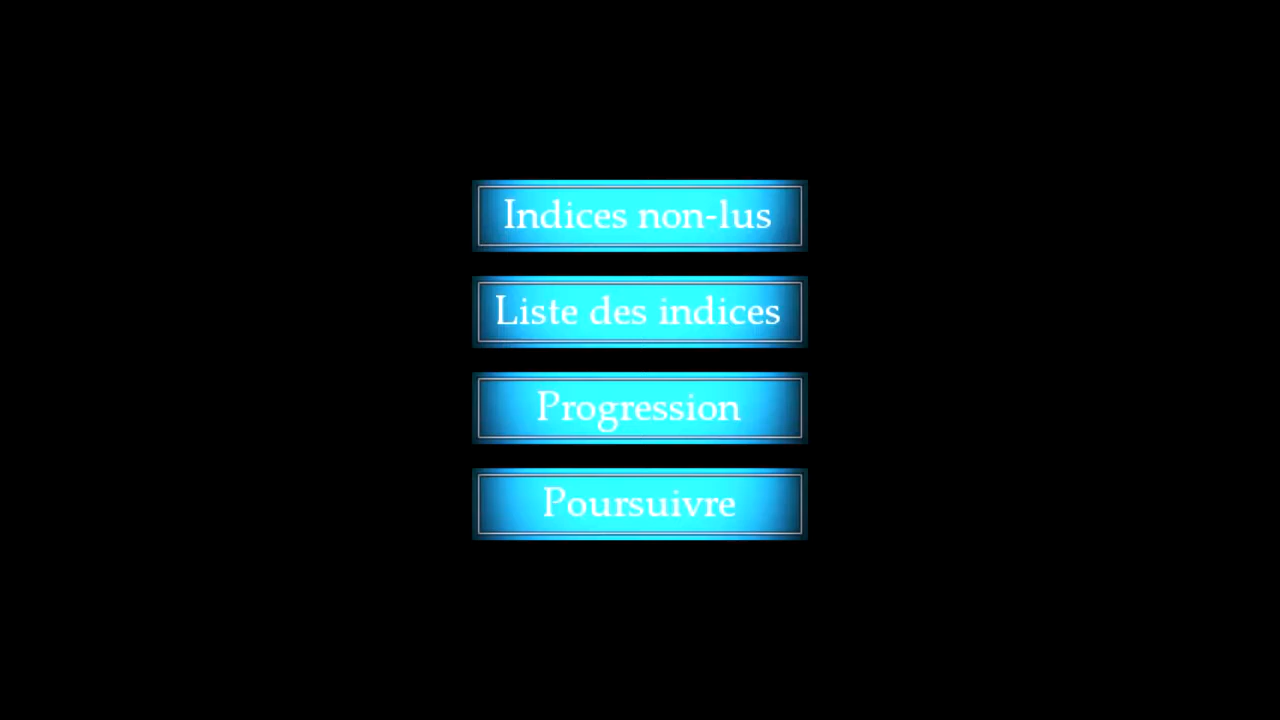 Indices non-lus
Liste des indices
Progression
Poursuivre